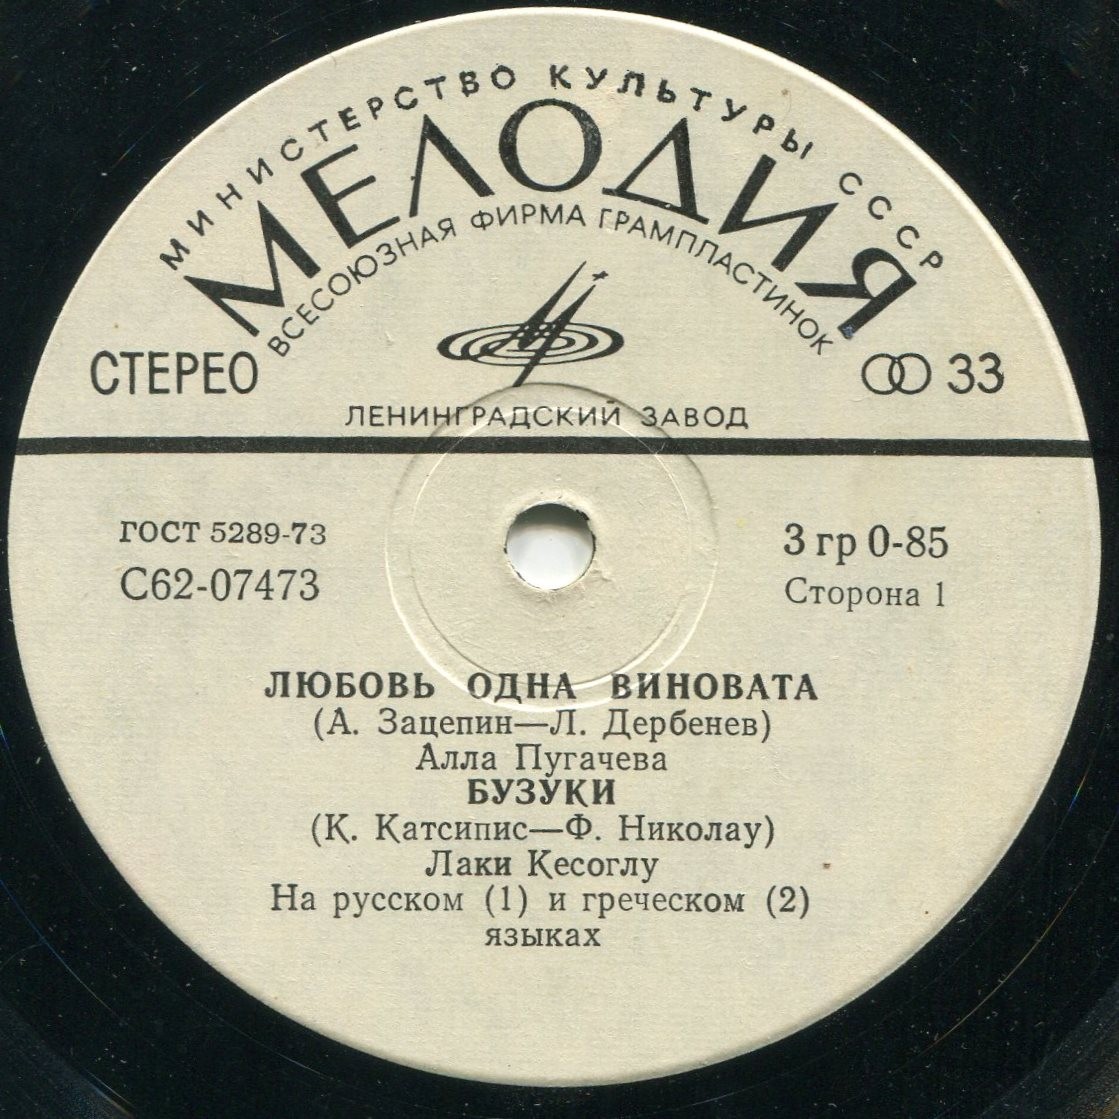 МИНИСТЕРСТВО КУЛЬТУРЫ СССР
МЕЛОДИЯ
ВСЕСОЮЗНАЯ ФИРМА ГРАМПЛАСТИНОК
СТЕРЕО
33
ЛЕНИНГРАДСКИЙ ЗАВОД
ГОСТ 5289-73
С62-07473
3 гр 0-85
Сторона 1
ЛЮБОВЬ ОДНА ВИНОВАТА
(А. Зацепин—Л. Дербенев)
Алла Пугачева
БУЗУКИ
(К. Катсипис—Ф. Николау)
Лаки Кесоглу
На русском (1) и греческом (2)
языках